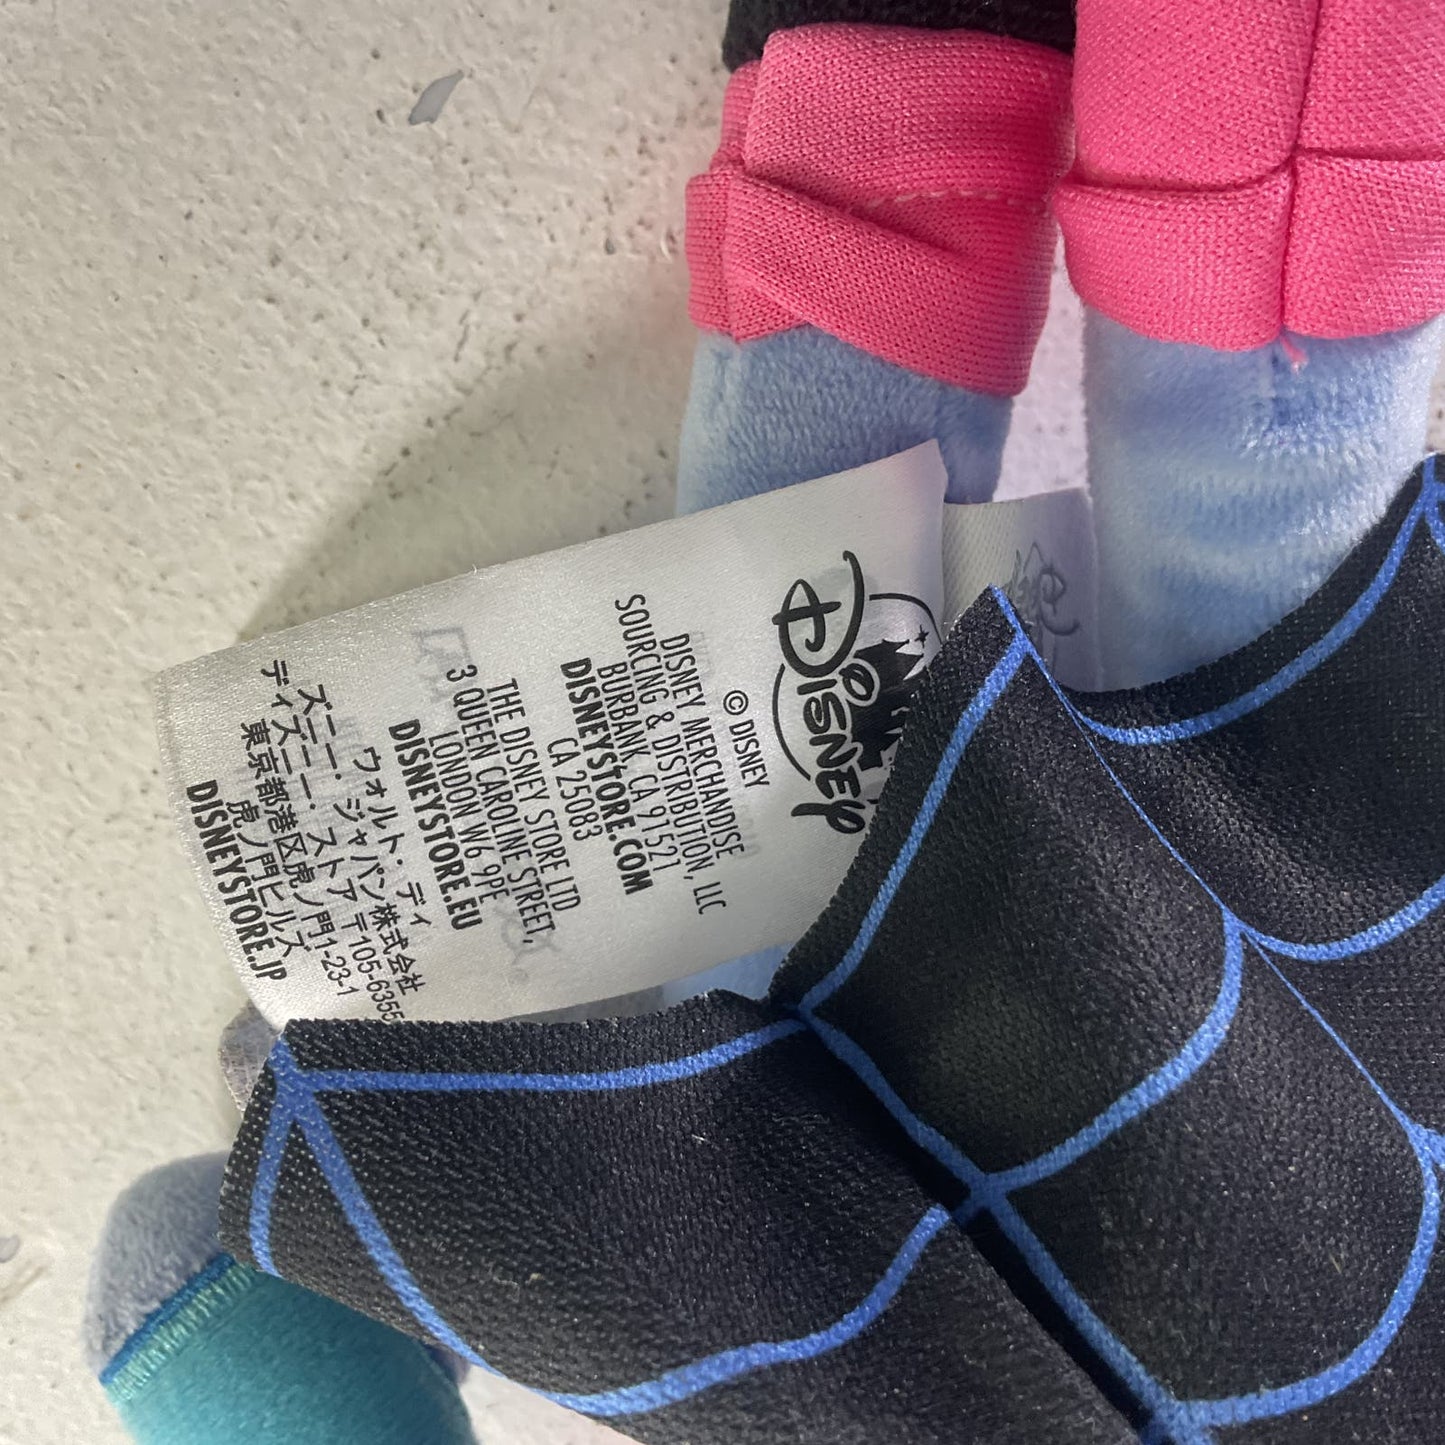 Disney
© DISNEY
DISNEY MERCHANDISE
SOURCING & DISTRIBUTION, LLC
BURBANK, CA 91521
DISNEYSTORE.COM
CA 25083
THE DISNEY STORE LTD
3 QUEEN CAROLINE STREET,
LONDON W6 9PE
DISNEYSTORE.EU
ウォルト・ディ
ズニー・ジャパン株式会社
ディズニー・ストア 〒105-6355
東京都港区虎ノ門1-23-1
虎ノ門ヒルズ
DISNEYSTORE.JP